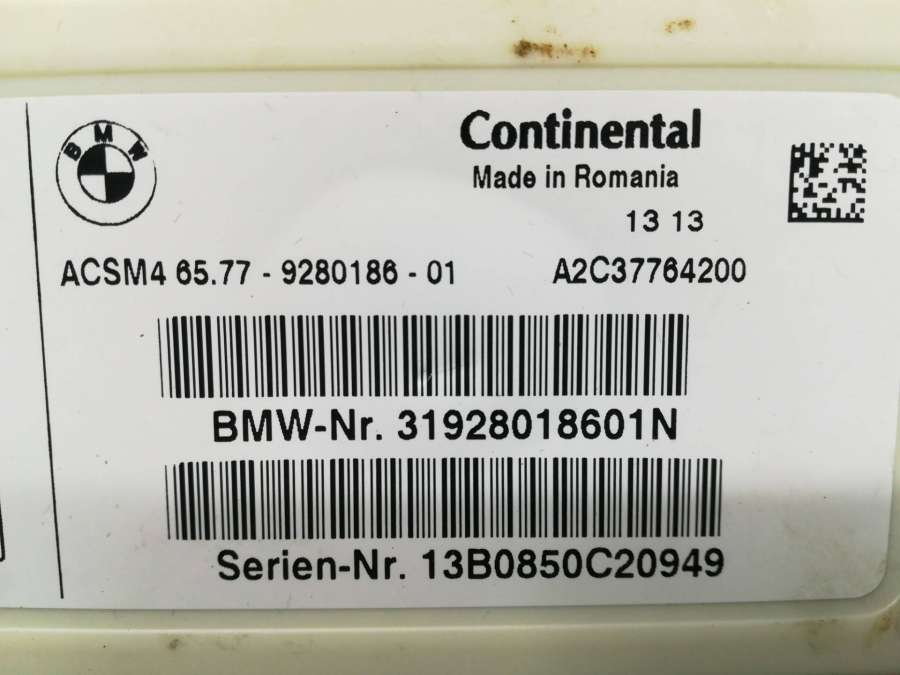 BMW
Continental
Made in Romania
13 13
ACSM4 65.77 - 9280186 - 01 A2C37764200
BMW-Nr. 31928018601N
Serien-Nr. 13B0850C20949